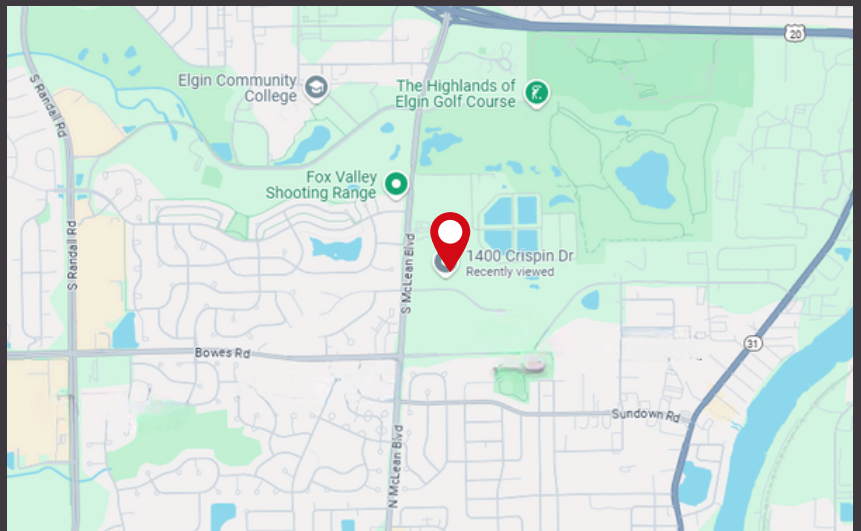 20
S Randall Rd
Elgin Community
College
The Highlands of
Elgin Golf Course
Fox Valley
Shooting Range
S Randall Rd
S McLean Blvd
1400 Crispin Dr
Recently viewed
Bowes Rd
31
Sundown Rd
N McLean Blvd